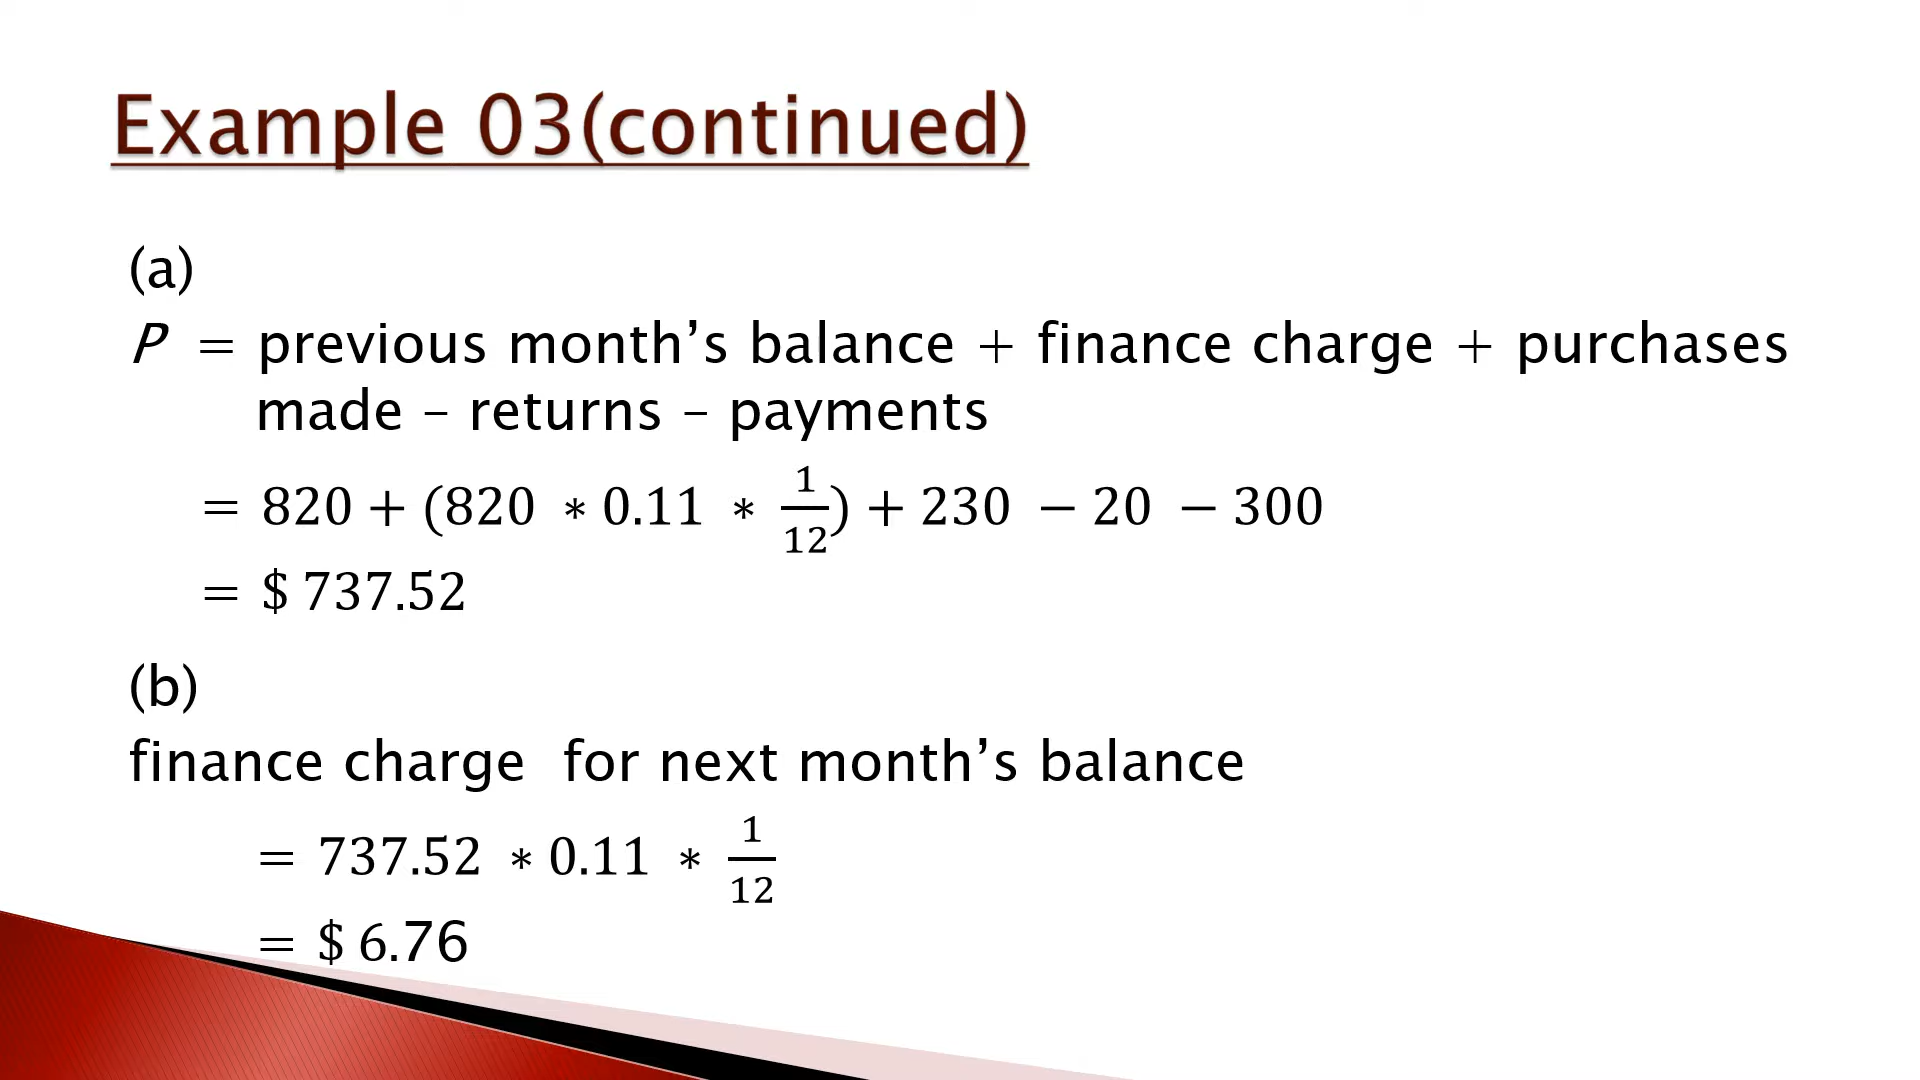 Example 03(continued)
(a)
P = previous month’s balance + finance charge + purchases
made – returns – payments
= 820 + (820 ∗ 0.11 ∗ 1/12) + 230 − 20 − 300
= $ 737.52
(b)
finance charge for next month’s balance
= 737.52 ∗ 0.11 ∗ 1/12
= $ 6.76